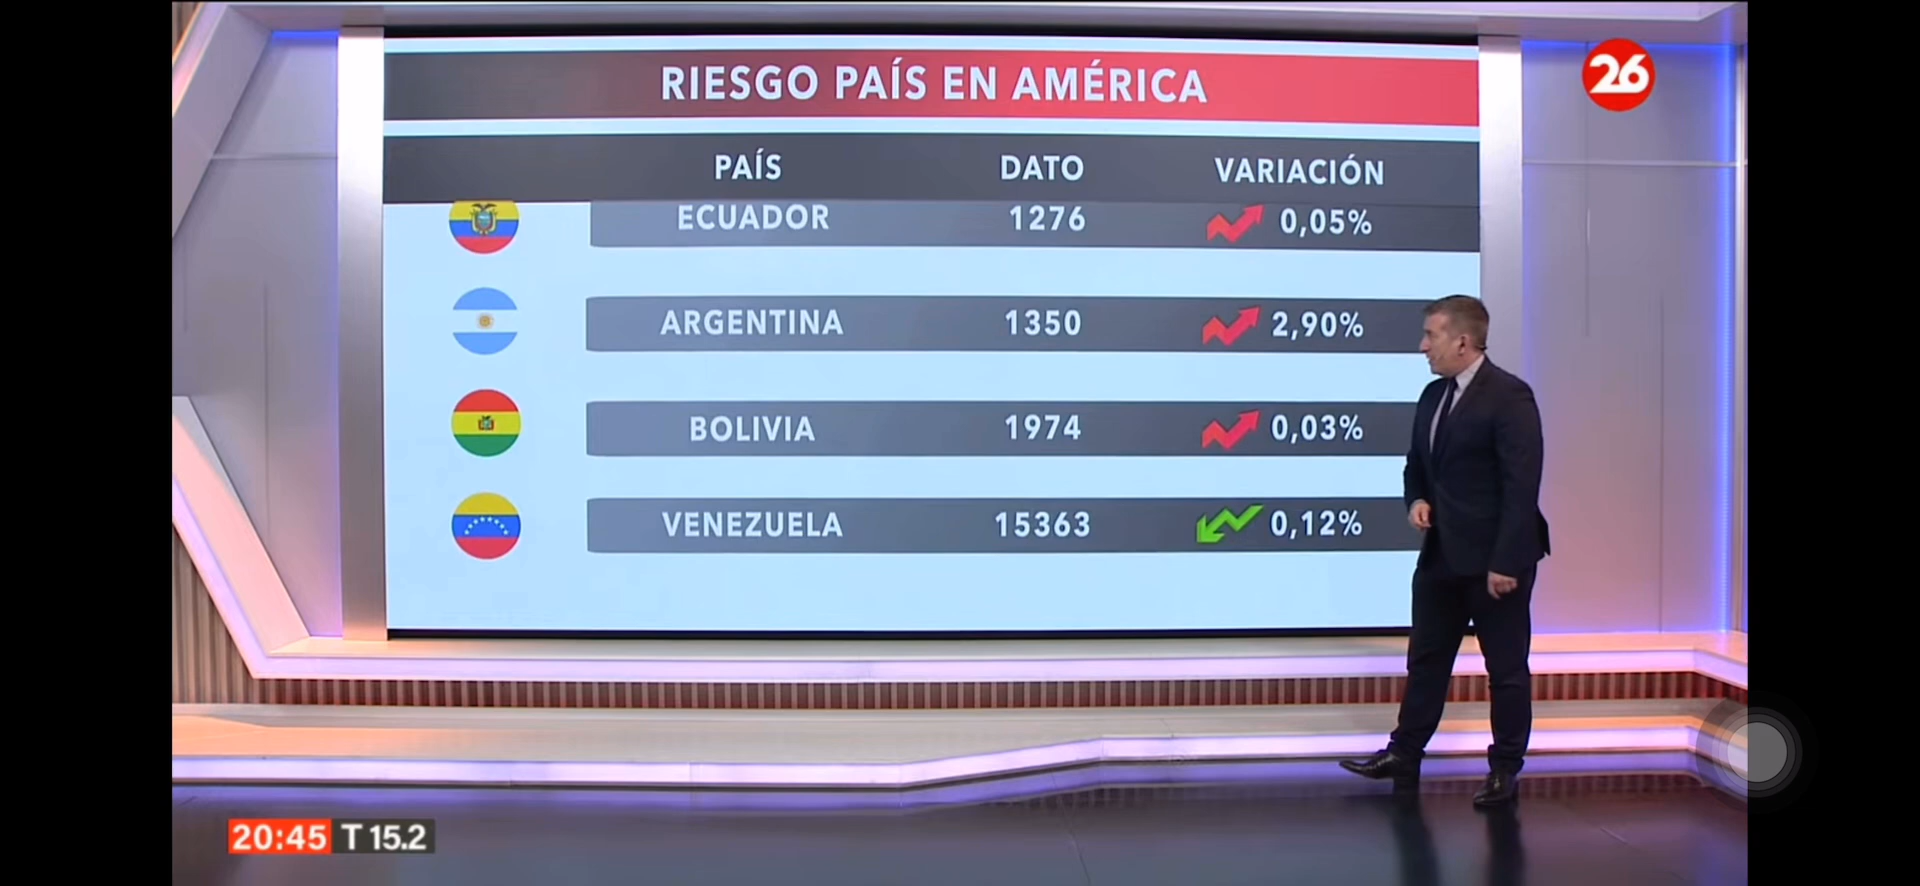 26
RIESGO PAÍS EN AMÉRICA
PAÍS DATO VARIACIÓN
ECUADOR 1276 0,05%
ARGENTINA 1350 2,90%
BOLIVIA 1974 0,03%
VENEZUELA 15363 0,12%
20:45 T 15.2